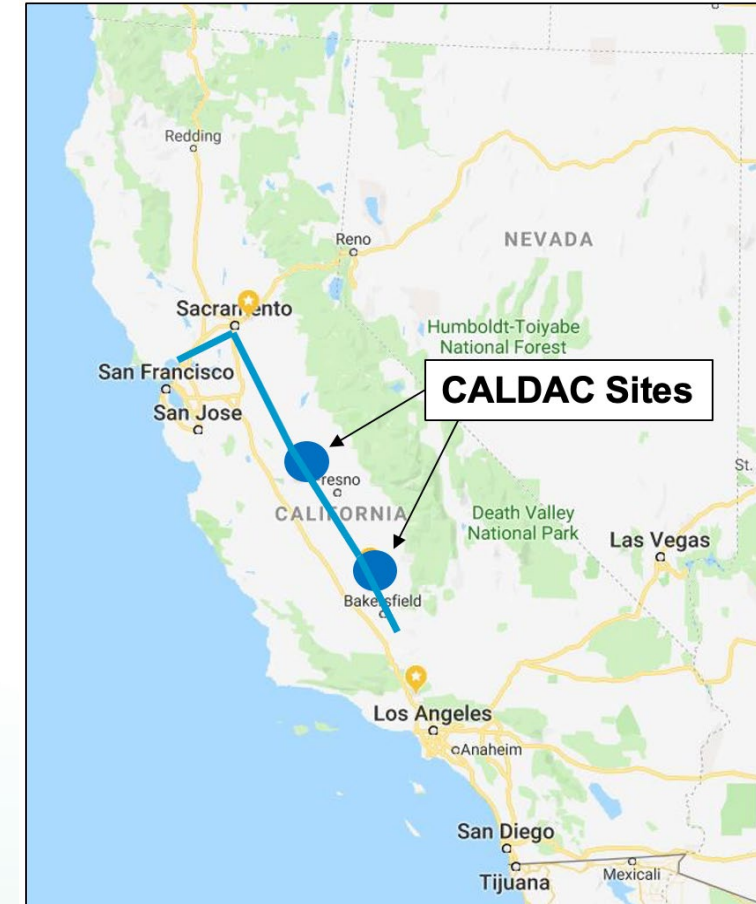 Redding
Reno
NEVADA
Sacramento
Humboldt-Toiyabe
National Forest
San Francisco
CALDAC Sites
San Jose
St.
resno
CALIFORNIA
Death Valley
National Park
Las Vegas
Bakersfield
Los Angeles
Anaheim
San Diego
Mexicali
Tijuana